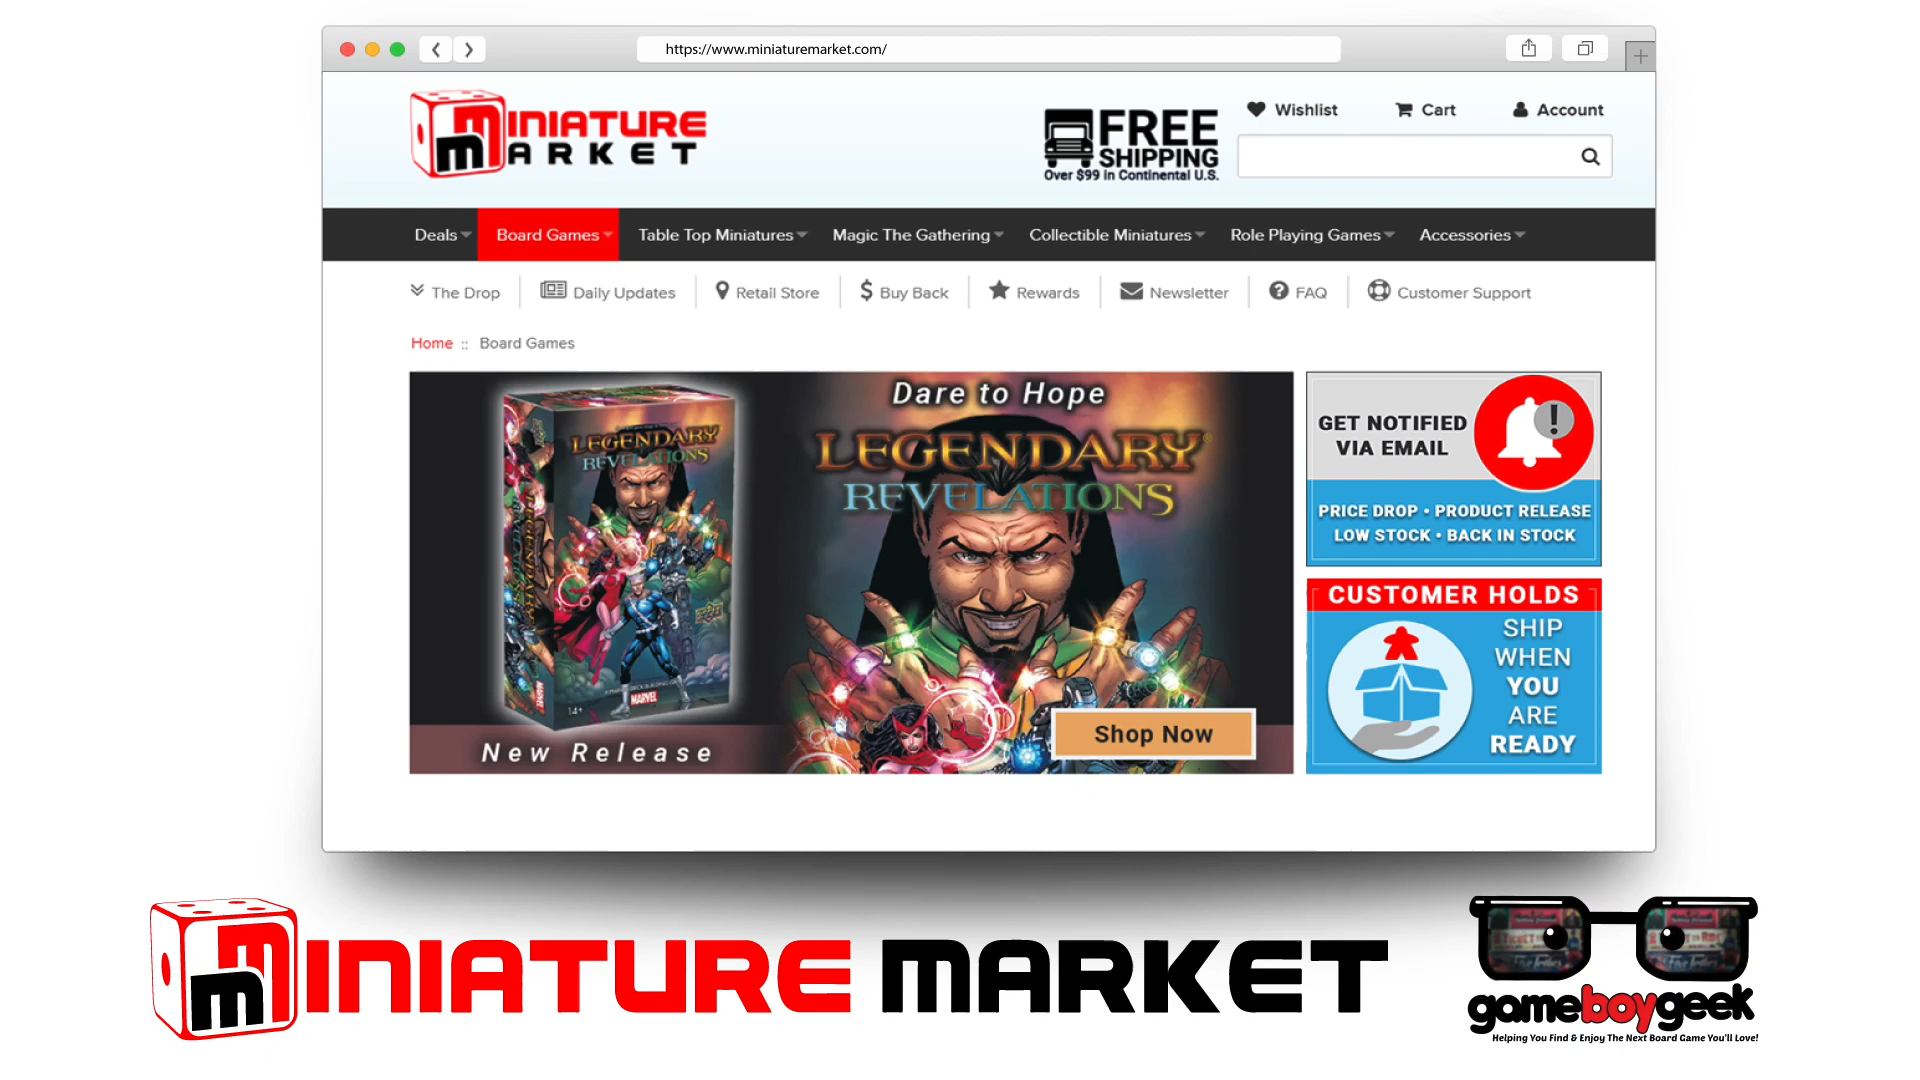 https://www.miniaturemarket.com/
MINIATURE
MARKET
FREE
SHIPPING
Over $99 in Continental U.S.
Wishlist
Cart
Account
Deals
Board Games
Table Top Miniatures
Magic The Gathering
Collectible Miniatures
Role Playing Games
Accessories
The Drop
Daily Updates
Retail Store
Buy Back
Rewards
Newsletter
FAQ
Customer Support
Home :: Board Games
LEGENDARY
REVELATIONS
MARVEL
14+
New Release
Dare to Hope
LEGENDARY®
REVELATIONS
Shop Now
GET NOTIFIED
VIA EMAIL
PRICE DROP • PRODUCT RELEASE
LOW STOCK • BACK IN STOCK
CUSTOMER HOLDS
SHIP
WHEN
YOU
ARE
READY
MINIATURE MARKET
gameboygeek
Helping You Find & Enjoy The Next Board Game You'll Love!